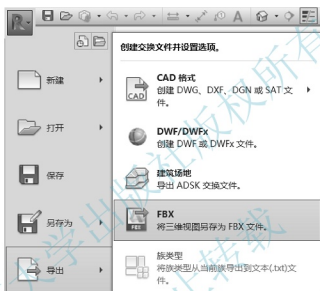 R
A
创建交换文件并设置选项。
新建
打开
保存
另存为
导出
CAD 格式
创建 DWG、DXF、DGN 或 SAT 文件。
CAD
DWF/DWFx
创建 DWF 或 DWFx 文件。
建筑场地
导出 ADSK 交换文件。
FBX
将三维视图另存为 FBX 文件。
FBX
族类型
将族类型从当前族导出到文本(.txt)文件。